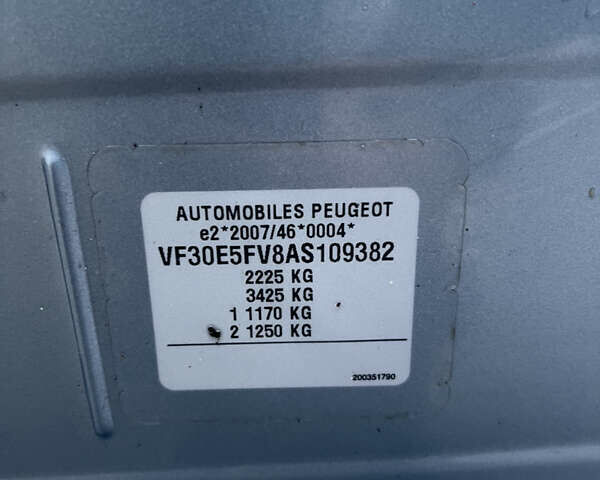 AUTOMOBILES PEUGEOT
e2*2007/46*0004*
VF30E5FV8AS109382
2225 KG
3425 KG
1 1170 KG
2 1250 KG
200351790